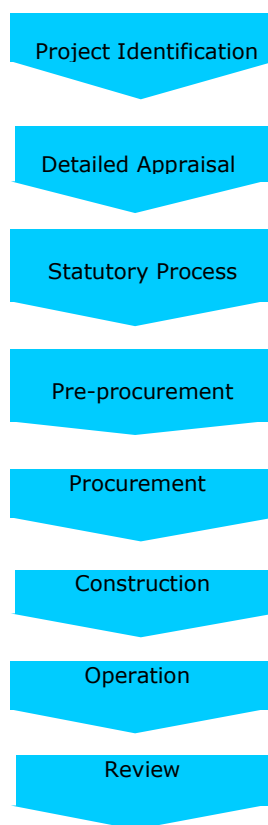 Project Identification
Detailed Appraisal
Statutory Process
Pre-procurement
Procurement
Construction
Operation
Review